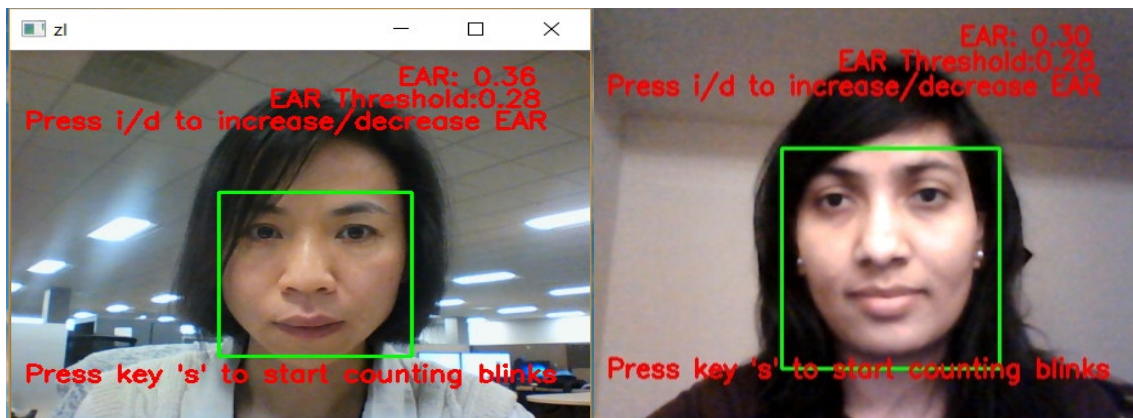 zl
EAR: 0.36
EAR Threshold:0.28
Press i/d to increase/decrease EAR
Press key 's' to start counting blinks
EAR: 0.30
EAR Threshold:0.28
Press i/d to increase/decrease EAR
Press key 's' to start counting blinks